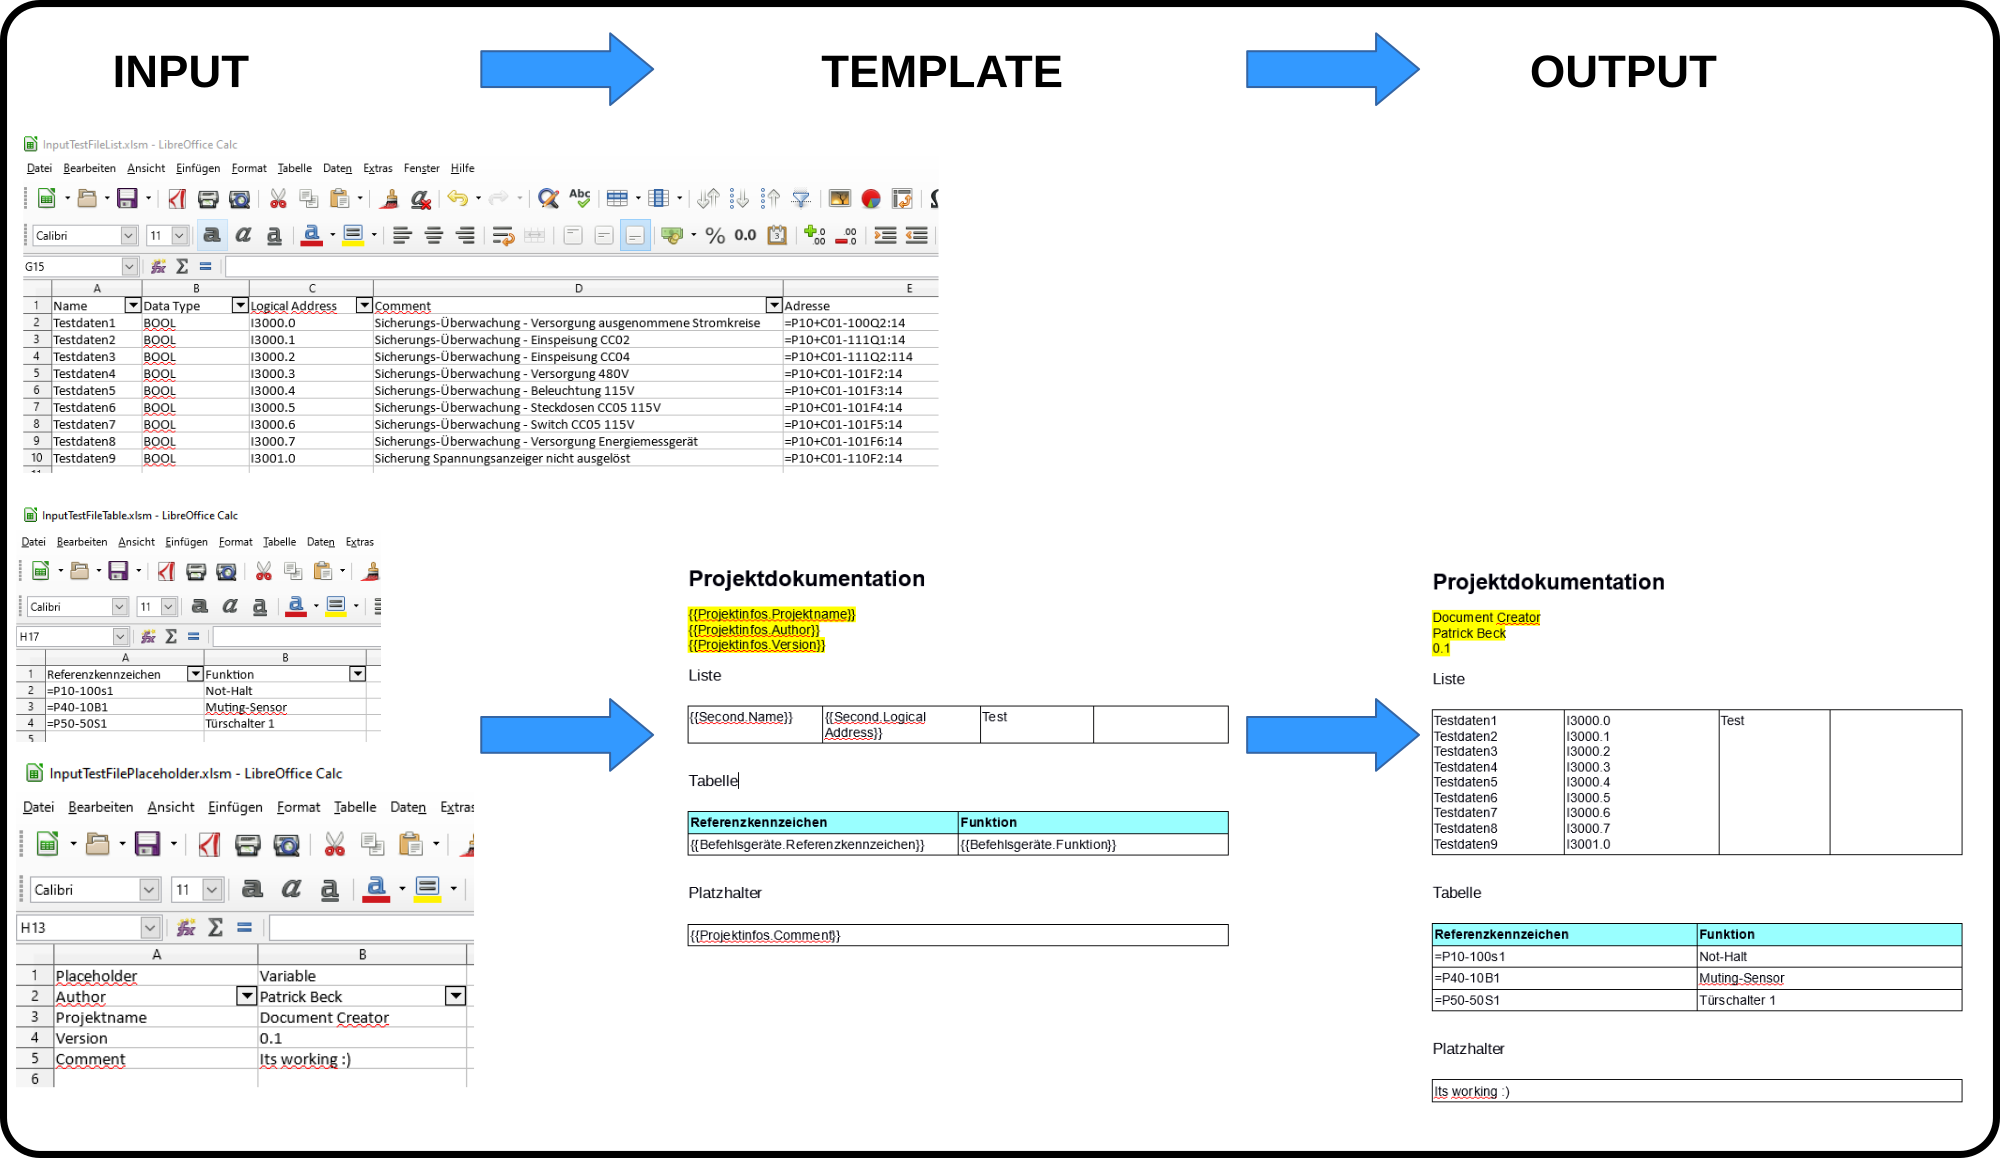 INPUT
TEMPLATE
OUTPUT
InputTestFileList.xlsm - LibreOffice Calc
Datei Bearbeiten Ansicht Einfügen Format Tabelle Daten Extras Fenster Hilfe
Abc
Calibri 11 a a a a % 0.0
G15
A B C D E
1 Name Data Type Logical Address Comment Adresse
2 Testdaten1 BOOL I3000.0 Sicherungs-Überwachung - Versorgung ausgenommene Stromkreise =P10+C01-100Q2:14
3 Testdaten2 BOOL I3000.1 Sicherungs-Überwachung - Einspeisung CC02 =P10+C01-111Q1:14
4 Testdaten3 BOOL I3000.2 Sicherungs-Überwachung - Einspeisung CC04 =P10+C01-111Q2:114
5 Testdaten4 BOOL I3000.3 Sicherungs-Überwachung - Versorgung 480V =P10+C01-101F2:14
6 Testdaten5 BOOL I3000.4 Sicherungs-Überwachung - Beleuchtung 115V =P10+C01-101F3:14
7 Testdaten6 BOOL I3000.5 Sicherungs-Überwachung - Steckdosen CC05 115V =P10+C01-101F4:14
8 Testdaten7 BOOL I3000.6 Sicherungs-Überwachung - Switch CC05 115V =P10+C01-101F5:14
9 Testdaten8 BOOL I3000.7 Sicherungs-Überwachung - Versorgung Energiemessgerät =P10+C01-101F6:14
10 Testdaten9 BOOL I3001.0 Sicherung Spannungsanzeiger nicht ausgelöst =P10+C01-110F2:14
InputTestFileTable.xlsm - LibreOffice Calc
Datei Bearbeiten Ansicht Einfügen Format Tabelle Daten Extras
Calibri 11 a a a a
H17
A B
1 Referenzkennzeichen Funktion
2 =P10-100s1 Not-Halt
3 =P40-10B1 Muting-Sensor
4 =P50-50S1 Türschalter 1
5
InputTestFilePlaceholder.xlsm - LibreOffice Calc
Datei Bearbeiten Ansicht Einfügen Format Tabelle Daten Extras
Calibri 11 a a a a
H13
A B
1 Placeholder Variable
2 Author Patrick Beck
3 Projektname Document Creator
4 Version 0.1
5 Comment Its working :)
6
Projektdokumentation
{{Projektinfos.Projektname}}
{{Projektinfos.Author}}
{{Projektinfos.Version}}
Liste
{{Second.Name}} {{Second.Logical Test
Address}}
Tabelle
Referenzkennzeichen Funktion
{{Befehlsgeräte.Referenzkennzeichen}} {{Befehlsgeräte.Funktion}}
Platzhalter
{{Projektinfos.Comment}}
Projektdokumentation
Document Creator
Patrick Beck
0.1
Liste
Testdaten1 I3000.0 Test
Testdaten2 I3000.1
Testdaten3 I3000.2
Testdaten4 I3000.3
Testdaten5 I3000.4
Testdaten6 I3000.5
Testdaten7 I3000.6
Testdaten8 I3000.7
Testdaten9 I3001.0
Tabelle
Referenzkennzeichen Funktion
=P10-100s1 Not-Halt
=P40-10B1 Muting-Sensor
=P50-50S1 Türschalter 1
Platzhalter
Its working :)